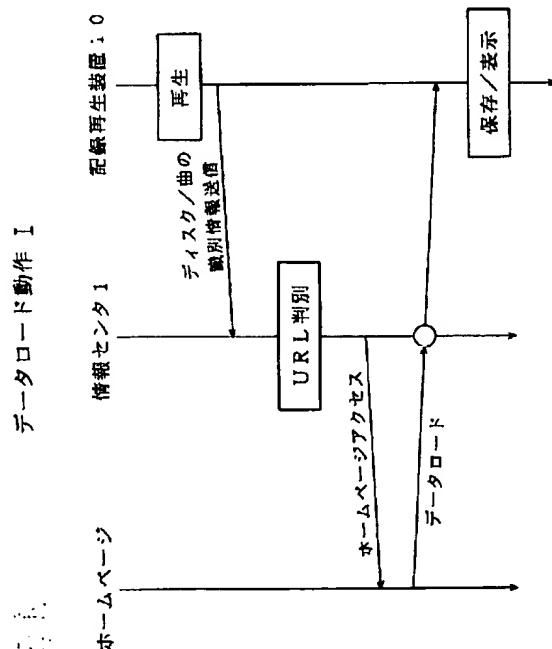 データロード動作 I
ホームページ
情報センタ1
記録再生装置10
再生
ディスク/曲の
識別情報送信
URL判別
ホームページアクセス
データロード
保存/表示